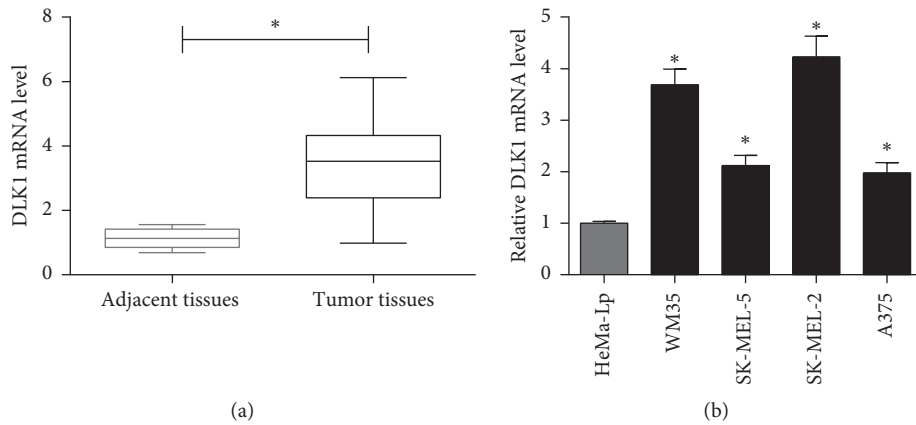 8
6
4
2
0
DLK1 mRNA level
*
Adjacent tissues
Tumor tissues
(a)
5
4
3
2
1
0
Relative DLK1 mRNA level
*
*
*
*
HeMa-Lp
WM35
SK-MEL-5
SK-MEL-2
A375
(b)